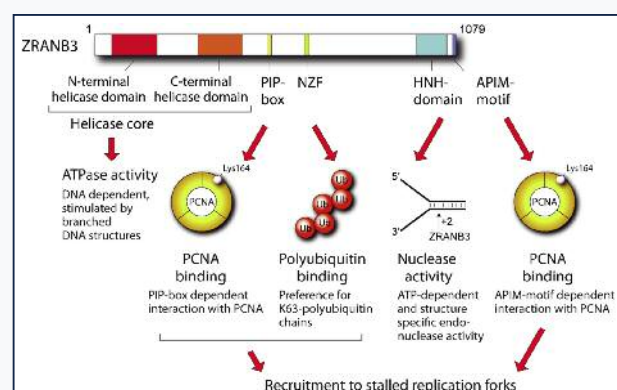 1
1079
ZRANB3
N-terminal
helicase domain
C-terminal
helicase domain
PIP-
box
NZF
HNH-
domain
APIM-
motif
Helicase core
ATPase activity
DNA dependent,
stimulated by
branched
DNA structures
Lys164
PCNA
PCNA
binding
PIP-box dependent
interaction with PCNA
Ub
Ub
Ub
Ub
Ub
Ub
Polyubiquitin
binding
Preference for
K63-polyubiquitin
chains
5'
3'
+2
ZRANB3
Nuclease
activity
ATP-dependent
and structure
specific endo-
nuclease activity
Lys164
PCNA
PCNA
binding
APIM-motif dependent
interaction with PCNA
Recruitment to stalled replication forks